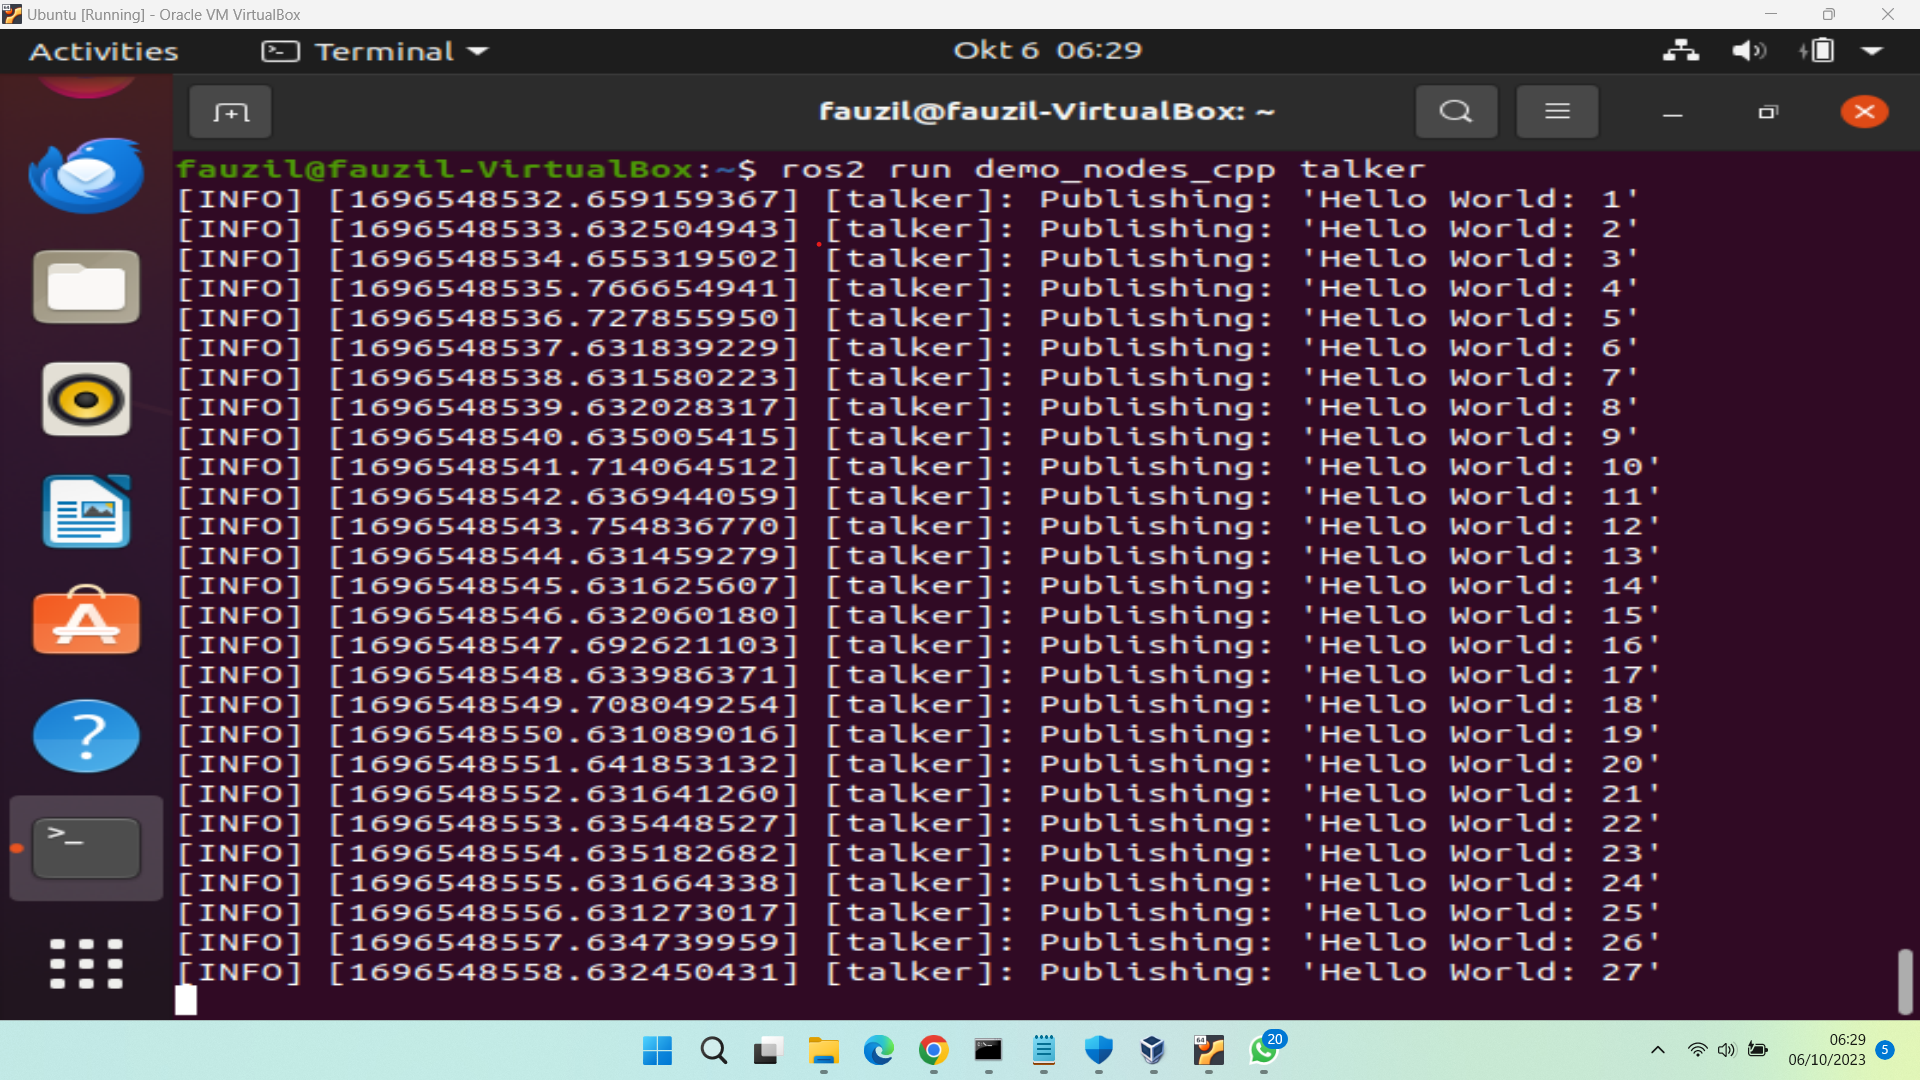 Ubuntu [Running] - Oracle VM VirtualBox
Activities Terminal Okt 6 06:29
fauzil@fauzil-VirtualBox: ~
fauzil@fauzil-VirtualBox:~$ ros2 run demo_nodes_cpp talker
[INFO] [1696548532.659159367] [talker]: Publishing: 'Hello World: 1'
[INFO] [1696548533.632504943] [talker]: Publishing: 'Hello World: 2'
[INFO] [1696548534.655319502] [talker]: Publishing: 'Hello World: 3'
[INFO] [1696548535.766654941] [talker]: Publishing: 'Hello World: 4'
[INFO] [1696548536.727855950] [talker]: Publishing: 'Hello World: 5'
[INFO] [1696548537.631839229] [talker]: Publishing: 'Hello World: 6'
[INFO] [1696548538.631580223] [talker]: Publishing: 'Hello World: 7'
[INFO] [1696548539.632028317] [talker]: Publishing: 'Hello World: 8'
[INFO] [1696548540.635005415] [talker]: Publishing: 'Hello World: 9'
[INFO] [1696548541.714064512] [talker]: Publishing: 'Hello World: 10'
[INFO] [1696548542.636944059] [talker]: Publishing: 'Hello World: 11'
[INFO] [1696548543.754836770] [talker]: Publishing: 'Hello World: 12'
[INFO] [1696548544.631459279] [talker]: Publishing: 'Hello World: 13'
[INFO] [1696548545.631625607] [talker]: Publishing: 'Hello World: 14'
[INFO] [1696548546.632060180] [talker]: Publishing: 'Hello World: 15'
[INFO] [1696548547.692621103] [talker]: Publishing: 'Hello World: 16'
[INFO] [1696548548.633986371] [talker]: Publishing: 'Hello World: 17'
[INFO] [1696548549.708049254] [talker]: Publishing: 'Hello World: 18'
[INFO] [1696548550.631089016] [talker]: Publishing: 'Hello World: 19'
[INFO] [1696548551.641853132] [talker]: Publishing: 'Hello World: 20'
[INFO] [1696548552.631641260] [talker]: Publishing: 'Hello World: 21'
[INFO] [1696548553.635448527] [talker]: Publishing: 'Hello World: 22'
[INFO] [1696548554.635182682] [talker]: Publishing: 'Hello World: 23'
[INFO] [1696548555.631664338] [talker]: Publishing: 'Hello World: 24'
[INFO] [1696548556.631273017] [talker]: Publishing: 'Hello World: 25'
[INFO] [1696548557.634739959] [talker]: Publishing: 'Hello World: 26'
[INFO] [1696548558.632450431] [talker]: Publishing: 'Hello World: 27'
64
20
06:29
06/10/2023
5